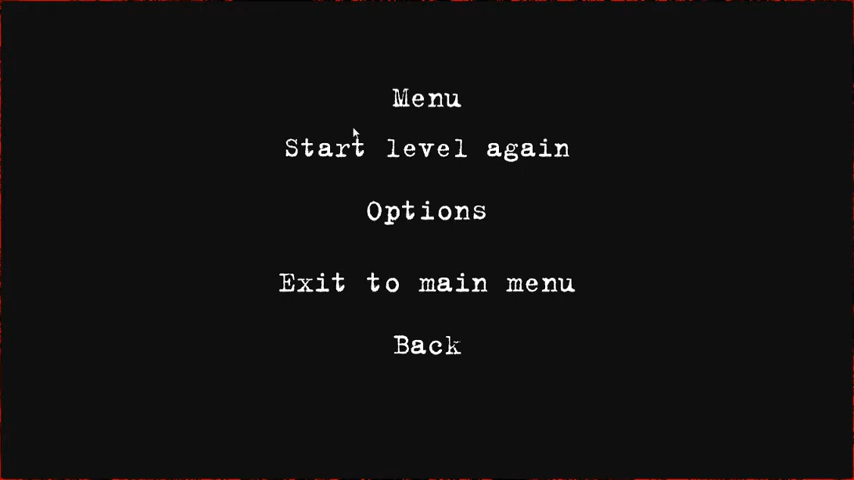 Menu
Start level again
Options
Exit to main menu
Back